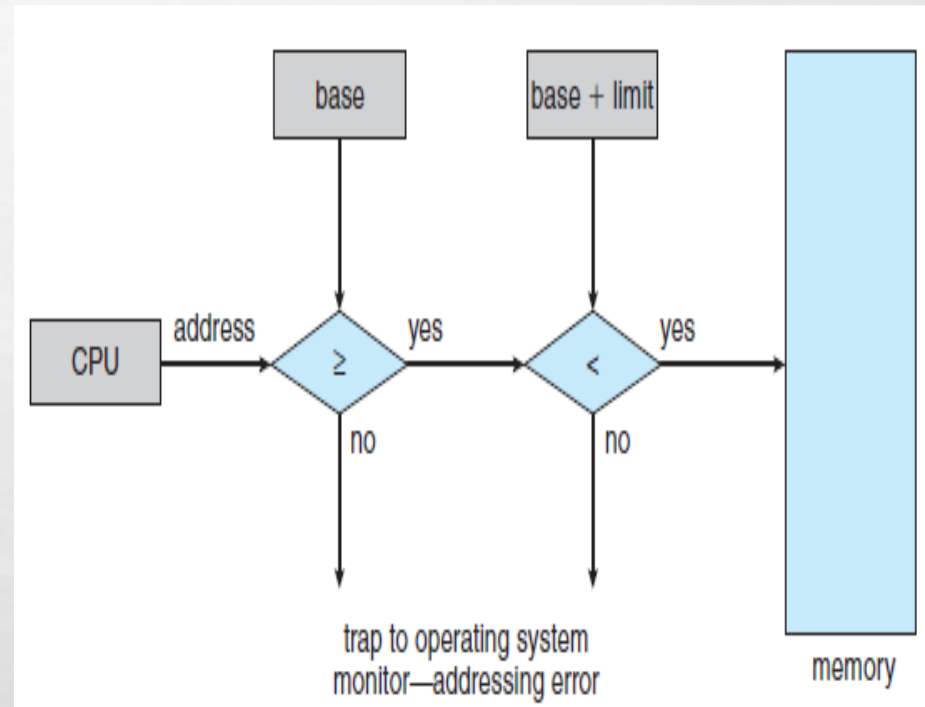 base
base + limit
CPU
address
≥
yes
<
yes
no
no
trap to operating system
monitor—addressing error
memory